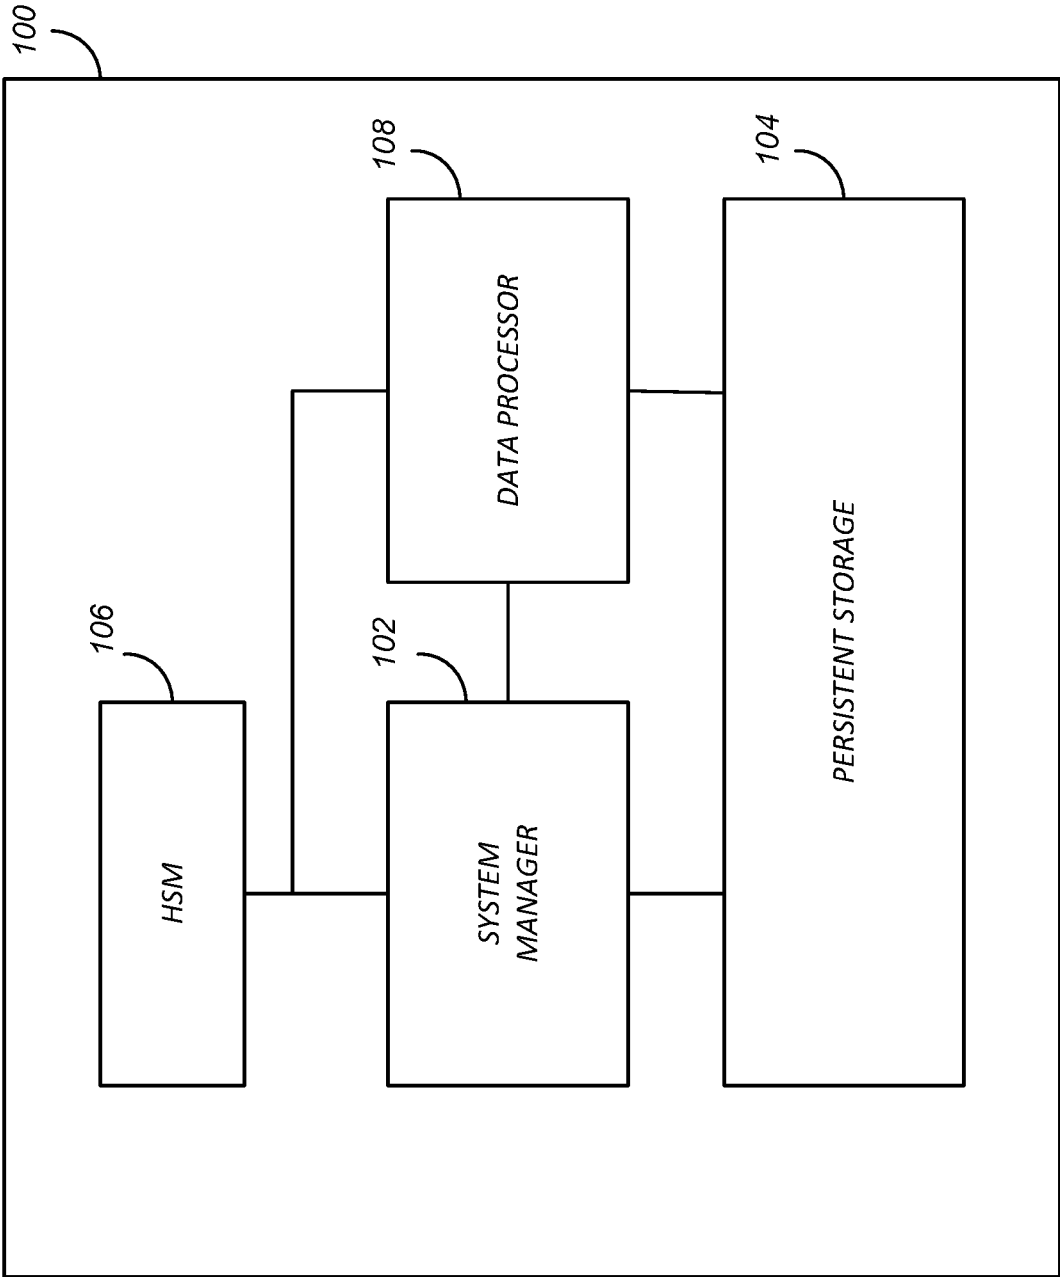 100
106
HSM
108
DATA PROCESSOR
102
SYSTEM
MANAGER
104
PERSISTENT STORAGE